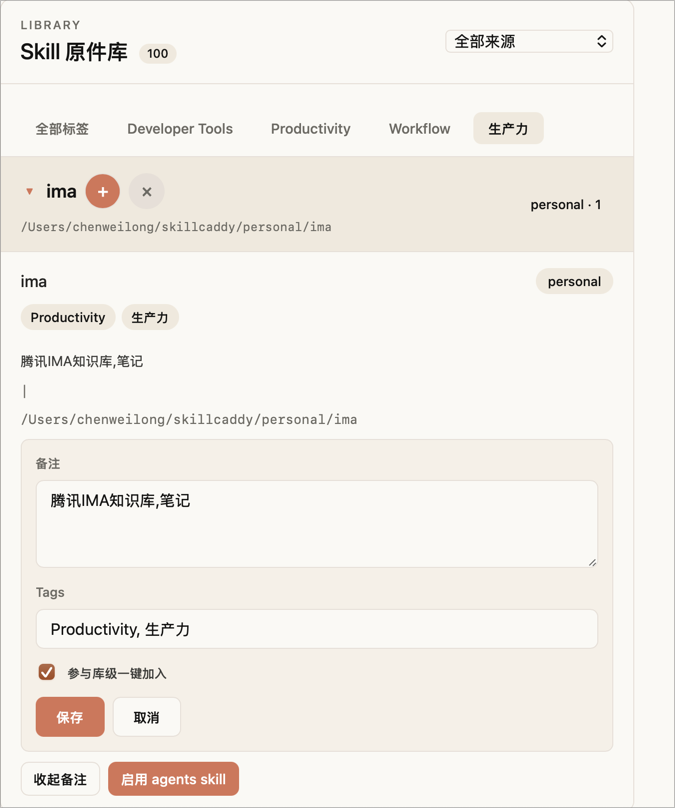 LIBRARY
Skill 原件库 100
全部来源
全部标签 Developer Tools Productivity Workflow 生产力
▼ ima + ×
personal · 1
/Users/chenweilong/skillcaddy/personal/ima
ima
personal
Productivity 生产力
腾讯IMA知识库,笔记
|
/Users/chenweilong/skillcaddy/personal/ima
备注
腾讯IMA知识库,笔记
Tags
Productivity, 生产力
参与库级一键加入
保存 取消
收起备注 启用 agents skill